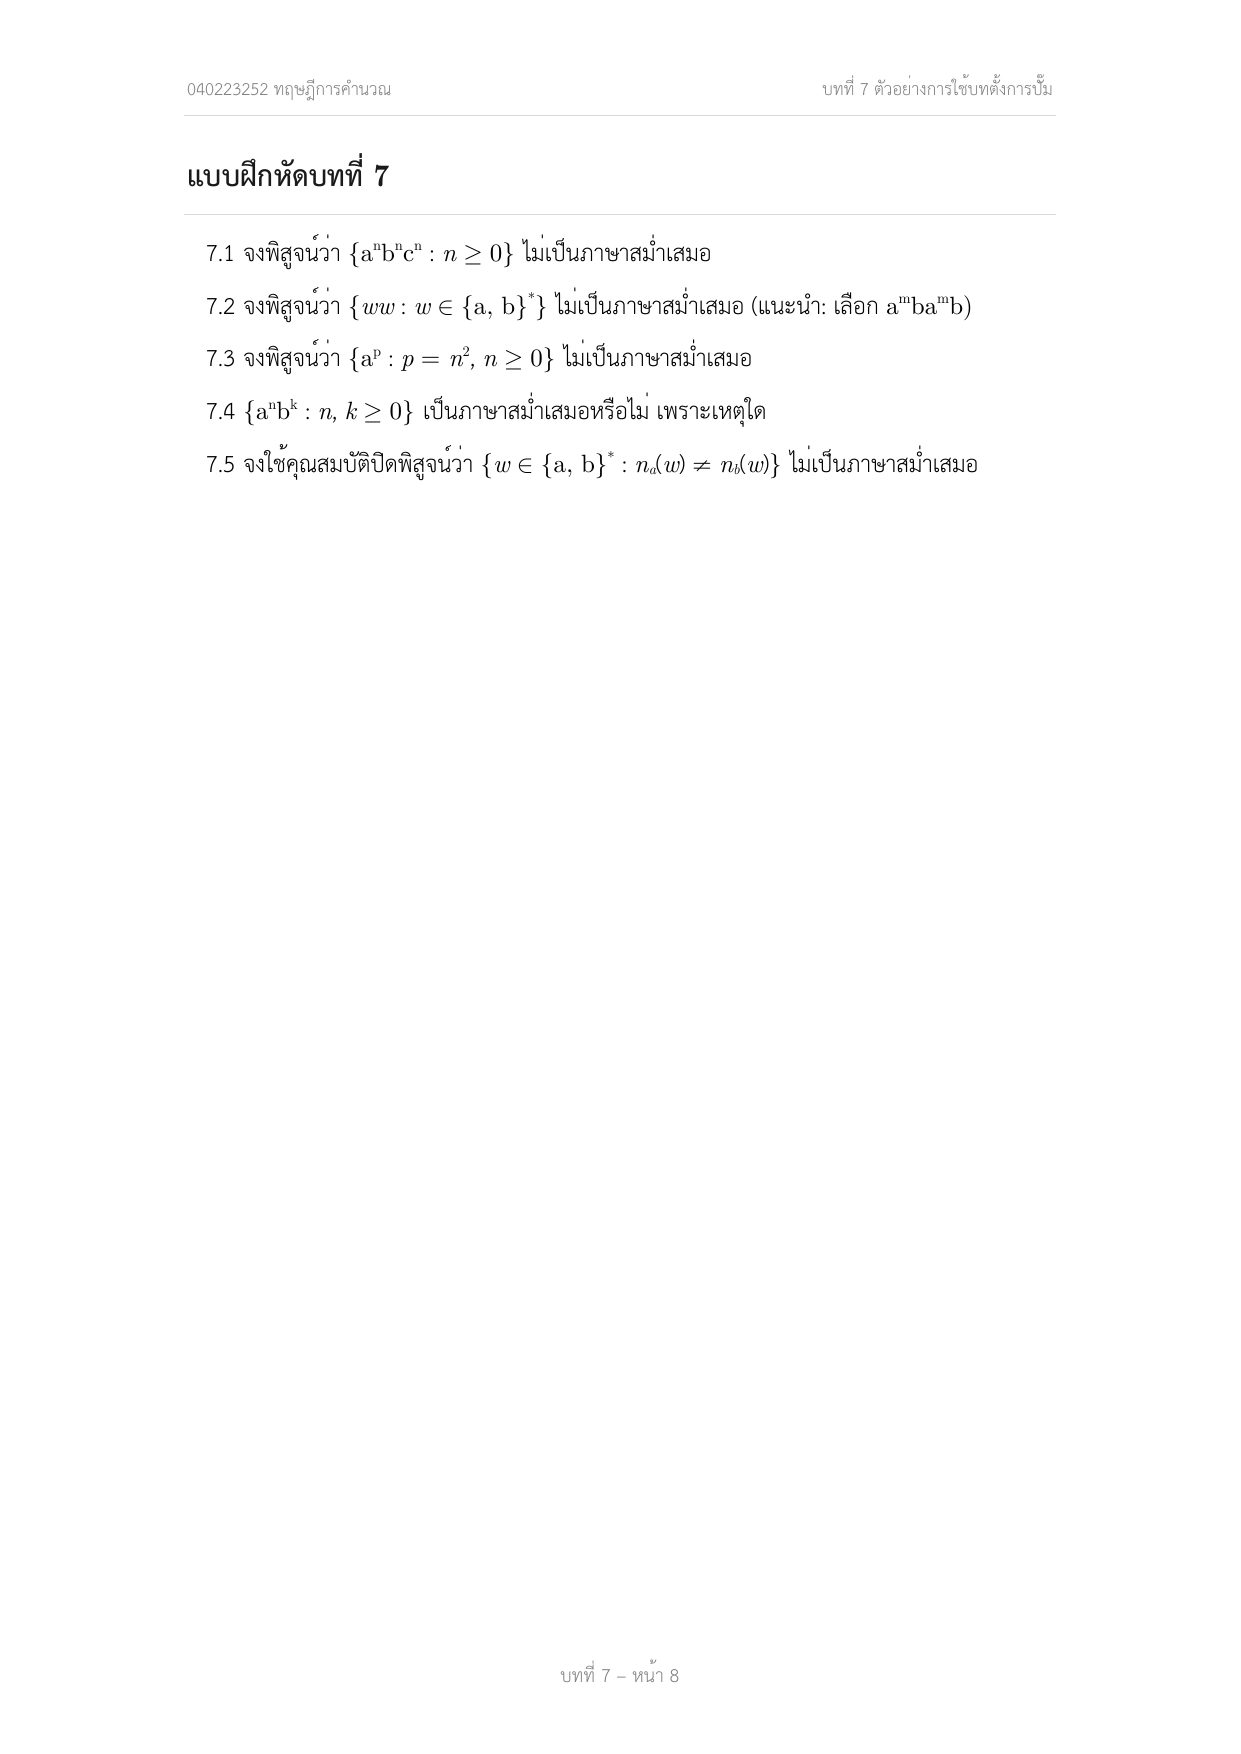 040223252 ทฤษฎีการคำนวณ
บทที่ 7 ตัวอย่างการใช้บทตั้งการปั๊ม
แบบฝึกหัดบทที่ 7
7.1 จงพิสูจน์ว่า {aⁿbⁿcⁿ : n ≥ 0} ไม่เป็นภาษาสม่ำเสมอ
7.2 จงพิสูจน์ว่า {ww : w ∈ {a, b}*} ไม่เป็นภาษาสม่ำเสมอ (แนะนำ: เลือก aᵐbaᵐb)
7.3 จงพิสูจน์ว่า {aᵖ : p = n², n ≥ 0} ไม่เป็นภาษาสม่ำเสมอ
7.4 {aⁿbᵏ : n, k ≥ 0} เป็นภาษาสม่ำเสมอหรือไม่ เพราะเหตุใด
7.5 จงใช้คุณสมบัติปิดพิสูจน์ว่า {w ∈ {a, b}* : nₐ(w) ≠ n_b(w)} ไม่เป็นภาษาสม่ำเสมอ
บทที่ 7 – หน้า 8